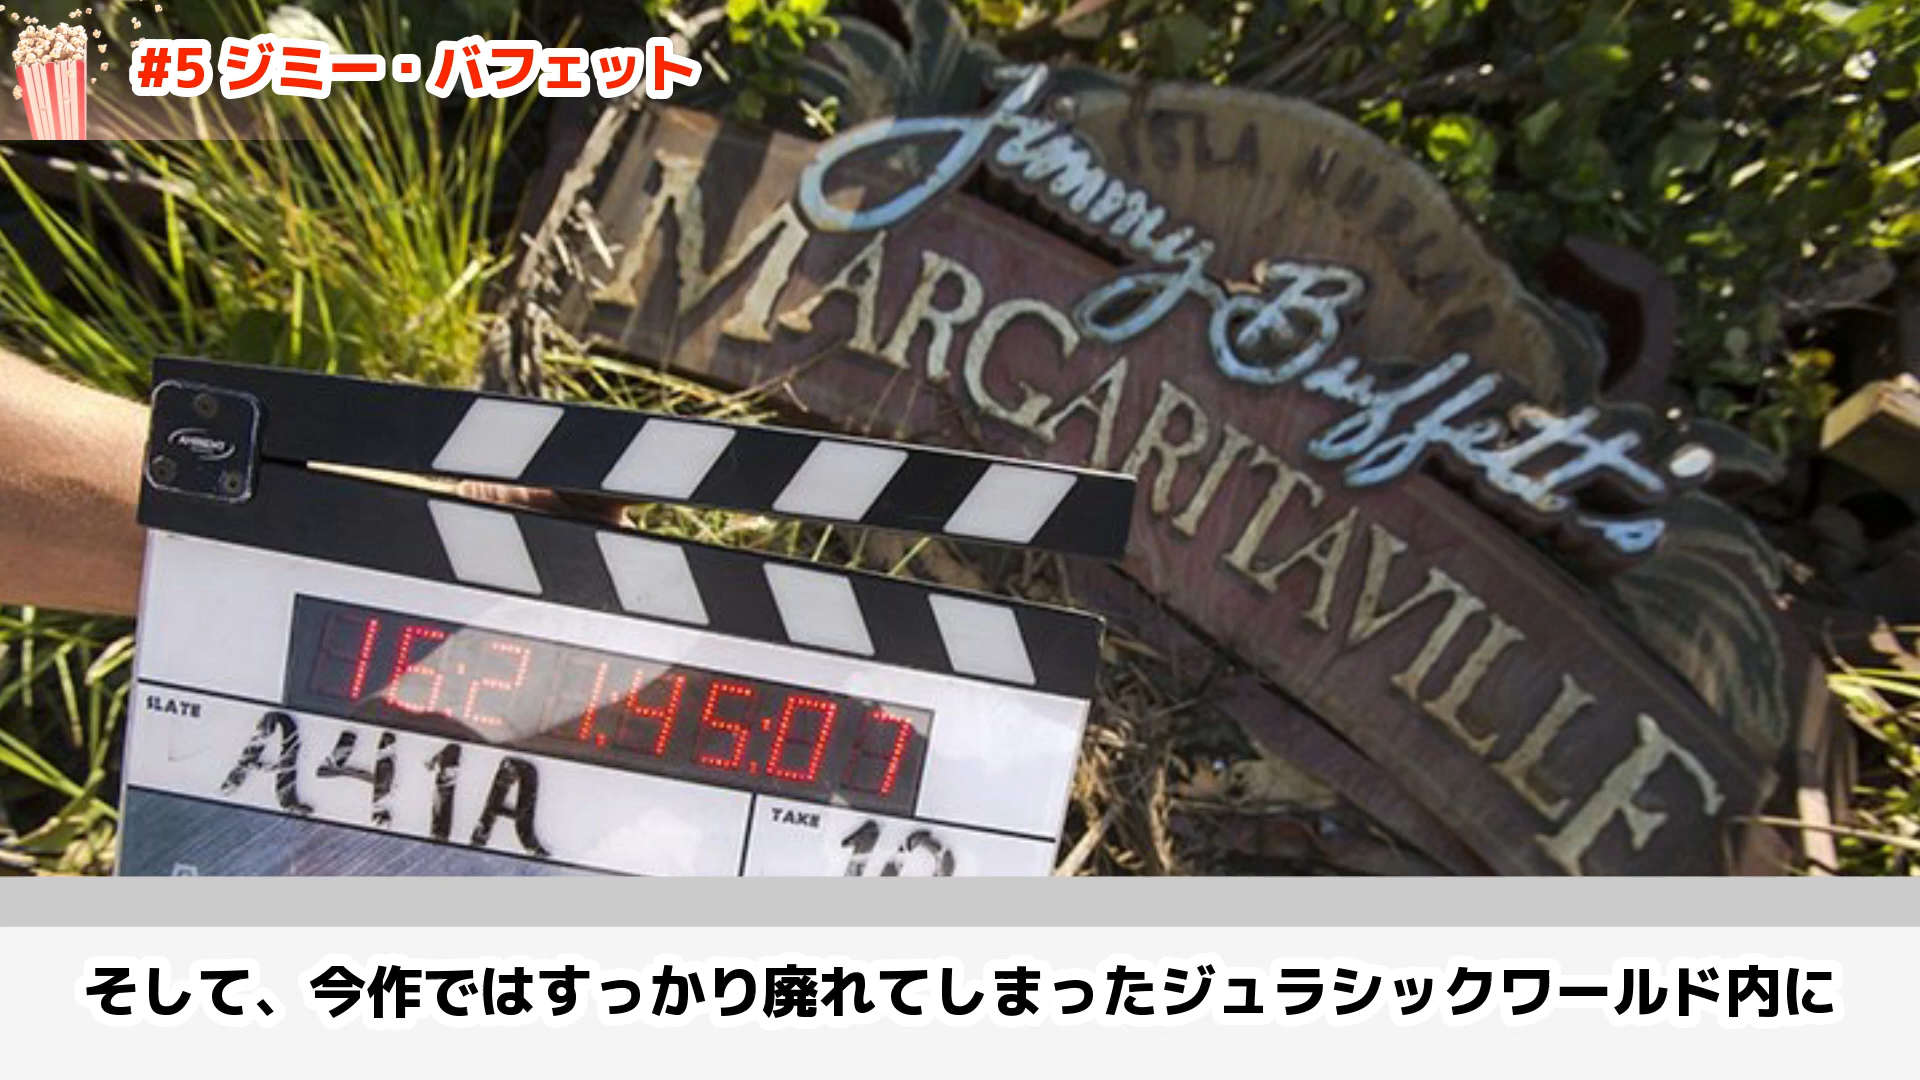 #5 ジミー・バフェット
ISLA NUBLAR
Jimmy Buffett's
MARGARITAVILLE
16:21:45:07
SLATE
A41A
TAKE
10
そして、今作ではすっかり廃れてしまったジュラシックワールド内に